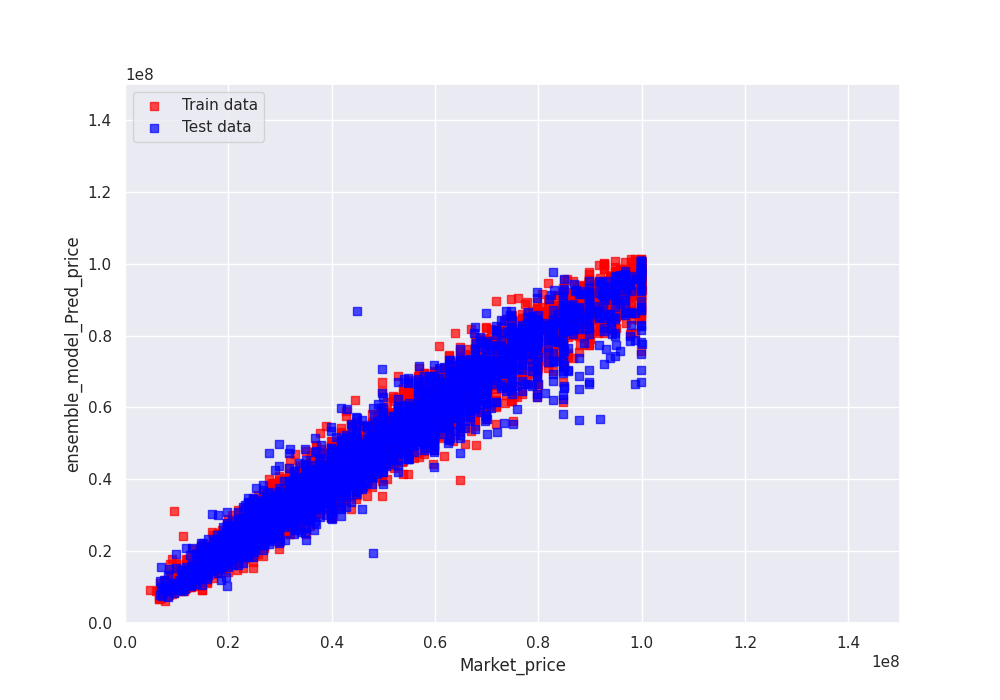 1e8
Train data
Test data
1.4
1.2
1.0
0.8
0.6
0.4
0.2
0.0
ensemble_model_Pred_price
0.0 0.2 0.4 0.6 0.8 1.0 1.2 1.4
1e8
Market_price